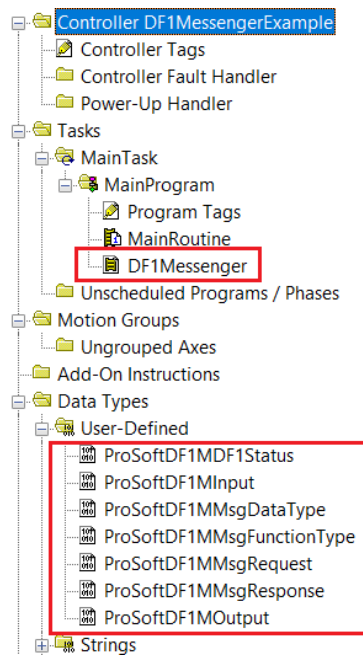 Controller DF1MessengerExample
Controller Tags
Controller Fault Handler
Power-Up Handler
Tasks
MainTask
MainProgram
Program Tags
MainRoutine
DF1Messenger
Unscheduled Programs / Phases
Motion Groups
Ungrouped Axes
Add-On Instructions
Data Types
User-Defined
ProSoftDF1MDF1Status
ProSoftDF1MInput
ProSoftDF1MMsgDataType
ProSoftDF1MMsgFunctionType
ProSoftDF1MMsgRequest
ProSoftDF1MMsgResponse
ProSoftDF1MOutput
Strings